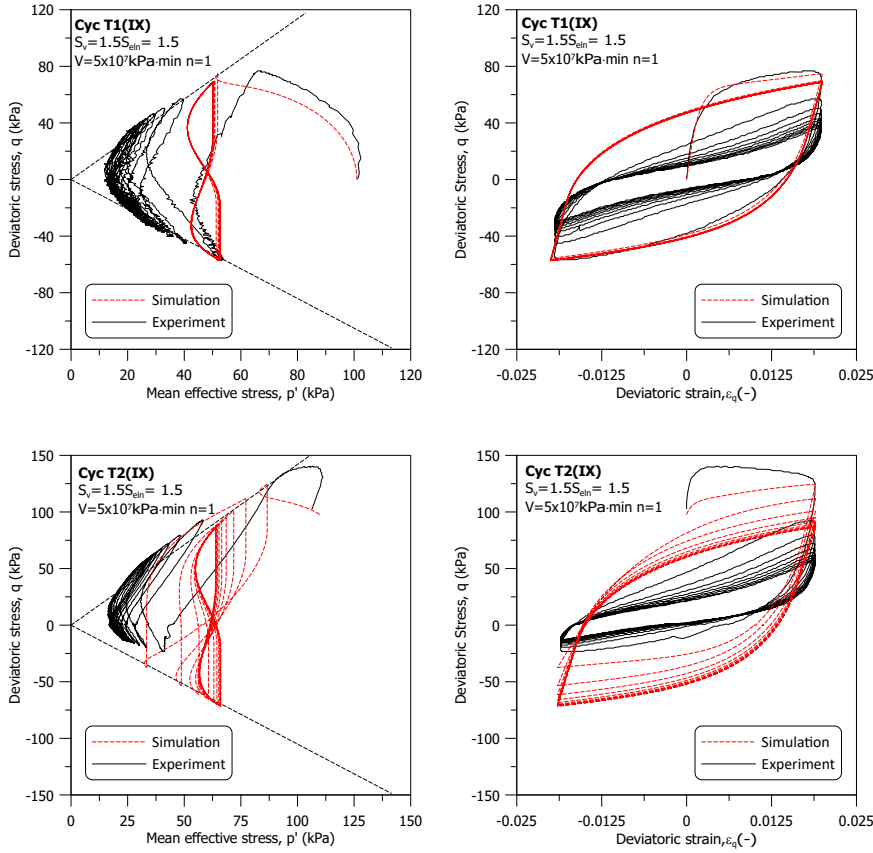 Cyc T1(IX)
Sᵥ=1.5Sₑₗₙ= 1.5
V=5x10⁷kPa·min n=1
Deviatoric stress, q (kPa)
120
80
40
0
-40
-80
-120
Simulation
Experiment
0
20
40
60
80
100
120
Mean effective stress, p' (kPa)
Cyc T1(IX)
Sᵥ=1.5Sₑₗₙ= 1.5
V=5x10⁷kPa·min n=1
Deviatoric Stress, q (kPa)
120
80
40
0
-40
-80
-120
Simulation
Experiment
-0.025
-0.0125
0
0.0125
0.025
Deviatoric strain,εq(-)
Cyc T2(IX)
Sᵥ=1.5Sₑₗₙ= 1.5
V=5x10⁷kPa·min n=1
Deviatoric stress, q (kPa)
150
100
50
0
-50
-100
-150
Simulation
Experiment
0
25
50
75
100
125
150
Mean effective stress, p' (kPa)
Cyc T2(IX)
Sᵥ=1.5Sₑₗₙ= 1.5
V=5x10⁷kPa·min n=1
Deviatoric Stress, q (kPa)
150
100
50
0
-50
-100
-150
Simulation
Experiment
-0.025
-0.0125
0
0.0125
0.025
Deviatoric strain,εq(-)